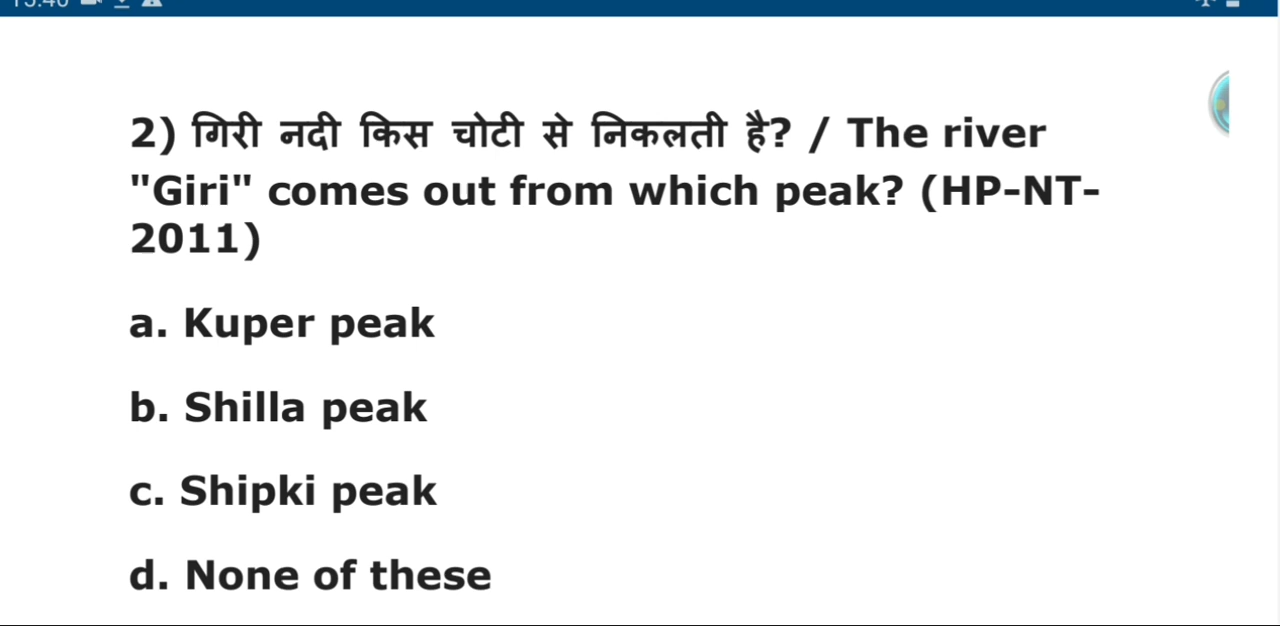 2) गिरी नदी किस चोटी से निकलती है? / The river
"Giri" comes out from which peak? (HP-NT-
2011)
a. Kuper peak
b. Shilla peak
c. Shipki peak
d. None of these